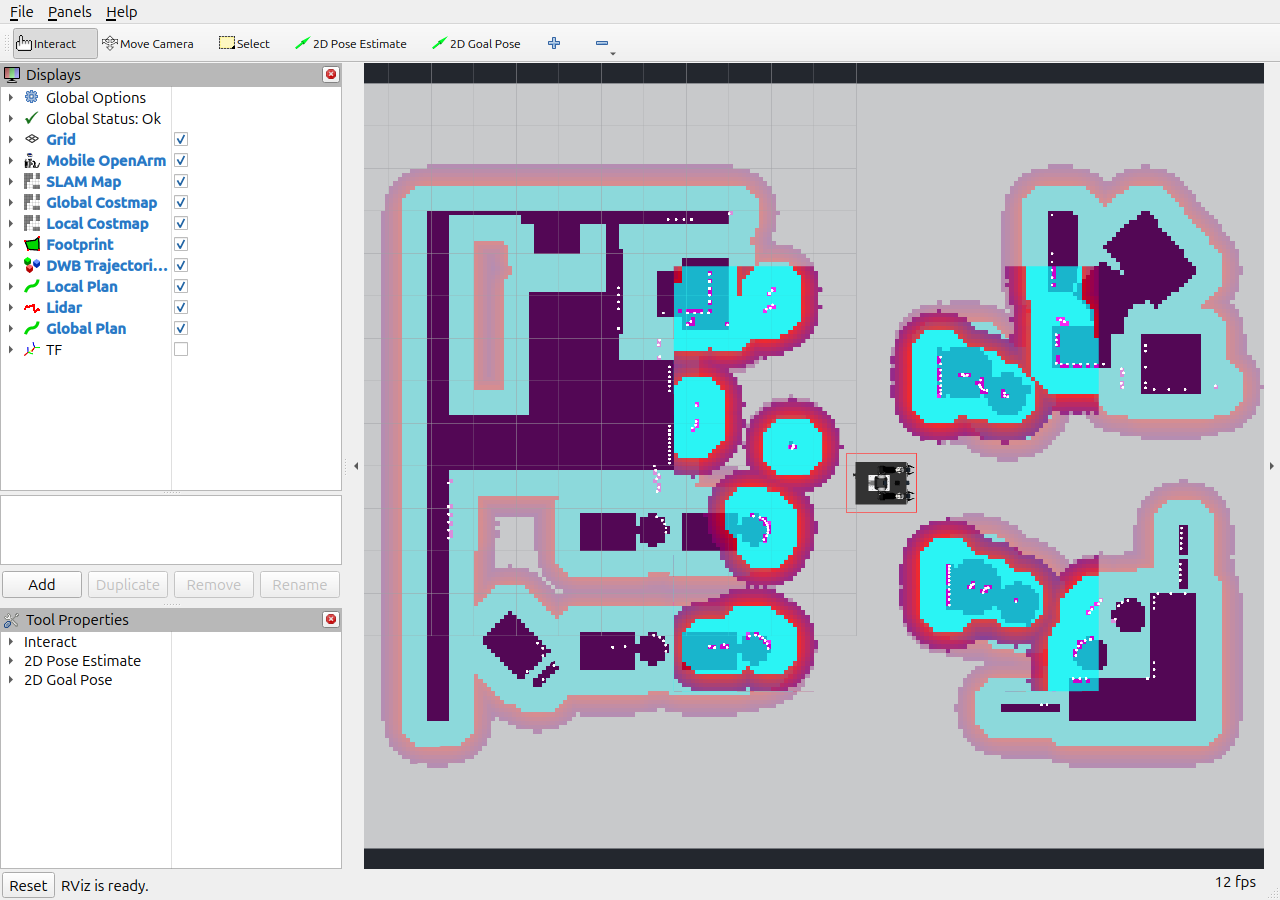 File Panels Help
Interact Move Camera Select 2D Pose Estimate 2D Goal Pose
Displays
Global Options
Global Status: Ok
Grid
Mobile OpenArm
SLAM Map
Global Costmap
Local Costmap
Footprint
DWB Trajectori...
Local Plan
Lidar
Global Plan
TF
Add Duplicate Remove Rename
Tool Properties
Interact
2D Pose Estimate
2D Goal Pose
Reset RViz is ready. 12 fps